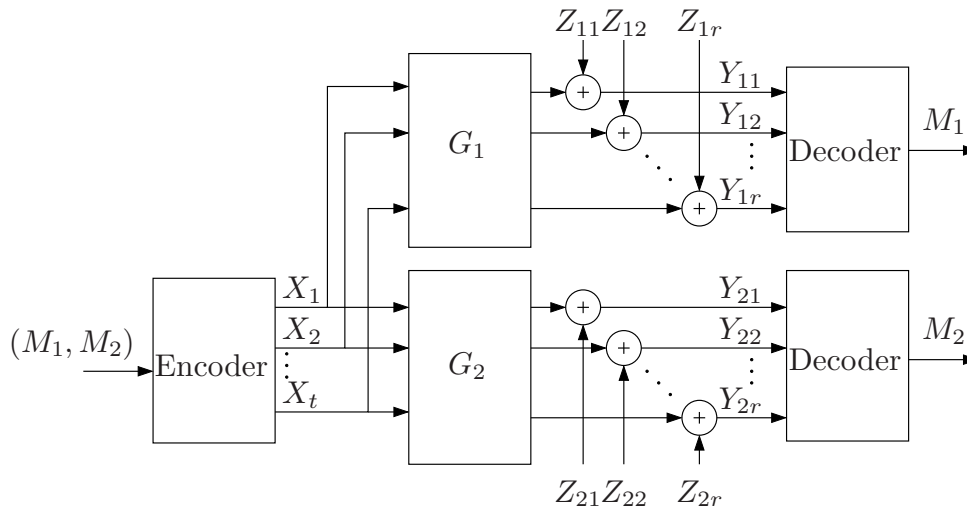 Z_{11} Z_{12} Z_{1r}
G_1
+
+
+
Y_{11}
Y_{12}
Y_{1r}
Decoder
M_1
(M_1, M_2)
Encoder
X_1
X_2
X_t
G_2
+
+
+
Y_{21}
Y_{22}
Y_{2r}
Decoder
M_2
Z_{21} Z_{22} Z_{2r}